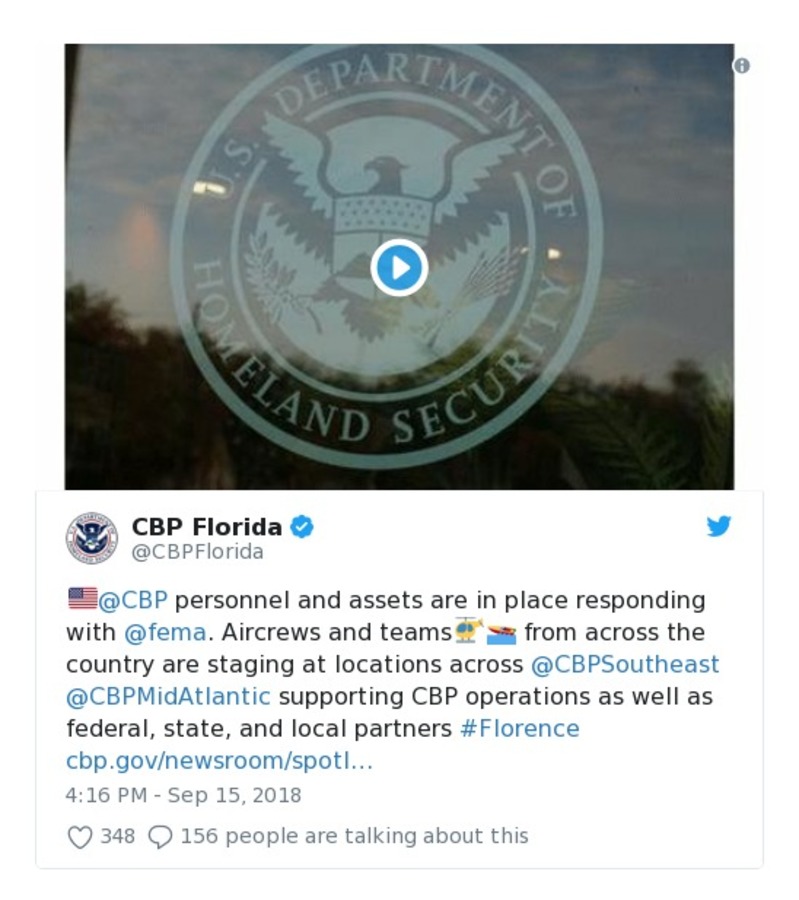 U.S. DEPARTMENT OF
HOMELAND SECURITY
CBP Florida
@CBPFlorida
🇺🇸@CBP personnel and assets are in place responding
with @fema. Aircrews and teams🚁🚤 from across the
country are staging at locations across @CBPSoutheast
@CBPMidAtlantic supporting CBP operations as well as
federal, state, and local partners #Florence
cbp.gov/newsroom/spotl…
4:16 PM - Sep 15, 2018
348 156 people are talking about this